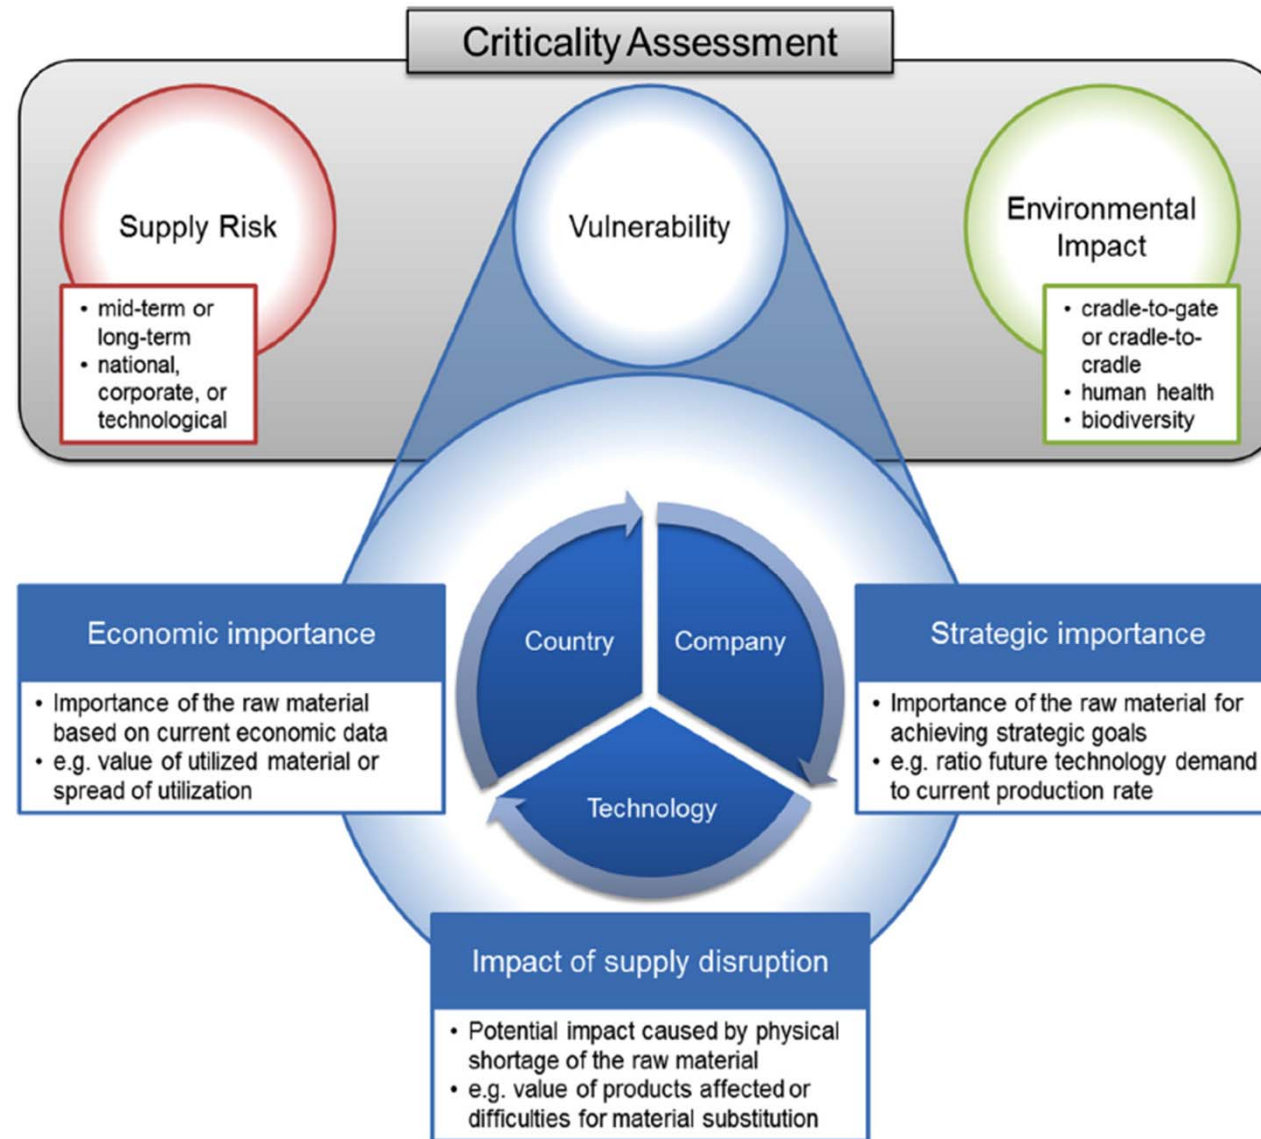 Criticality Assessment
Supply Risk
• mid-term or
long-term
• national,
corporate, or
technological
Vulnerability
Environmental
Impact
• cradle-to-gate
or cradle-to-
cradle
• human health
• biodiversity
Country
Company
Technology
Economic importance
• Importance of the raw material
based on current economic data
• e.g. value of utilized material or
spread of utilization
Strategic importance
• Importance of the raw material for
achieving strategic goals
• e.g. ratio future technology demand
to current production rate
Impact of supply disruption
• Potential impact caused by physical
shortage of the raw material
• e.g. value of products affected or
difficulties for material substitution